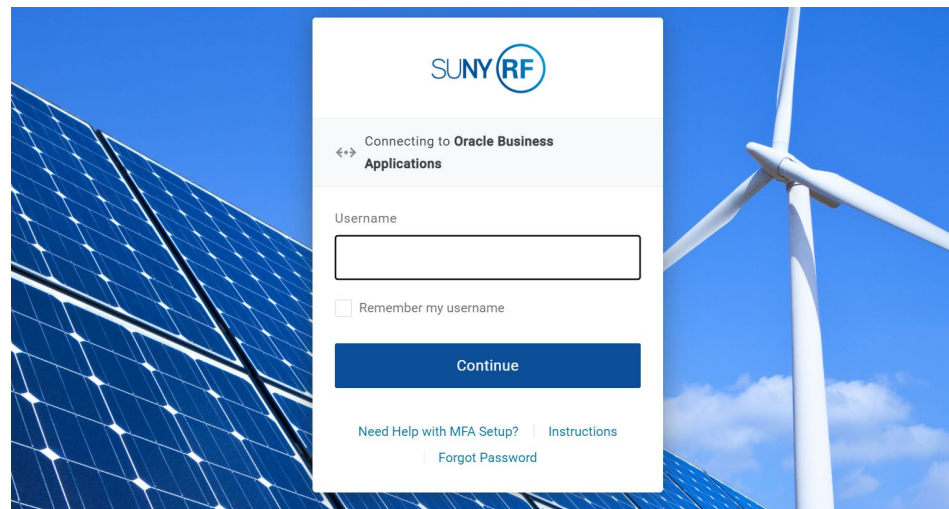 SUNY RF
Connecting to Oracle Business
Applications
Username
Remember my username
Continue
Need Help with MFA Setup? | Instructions
| Forgot Password